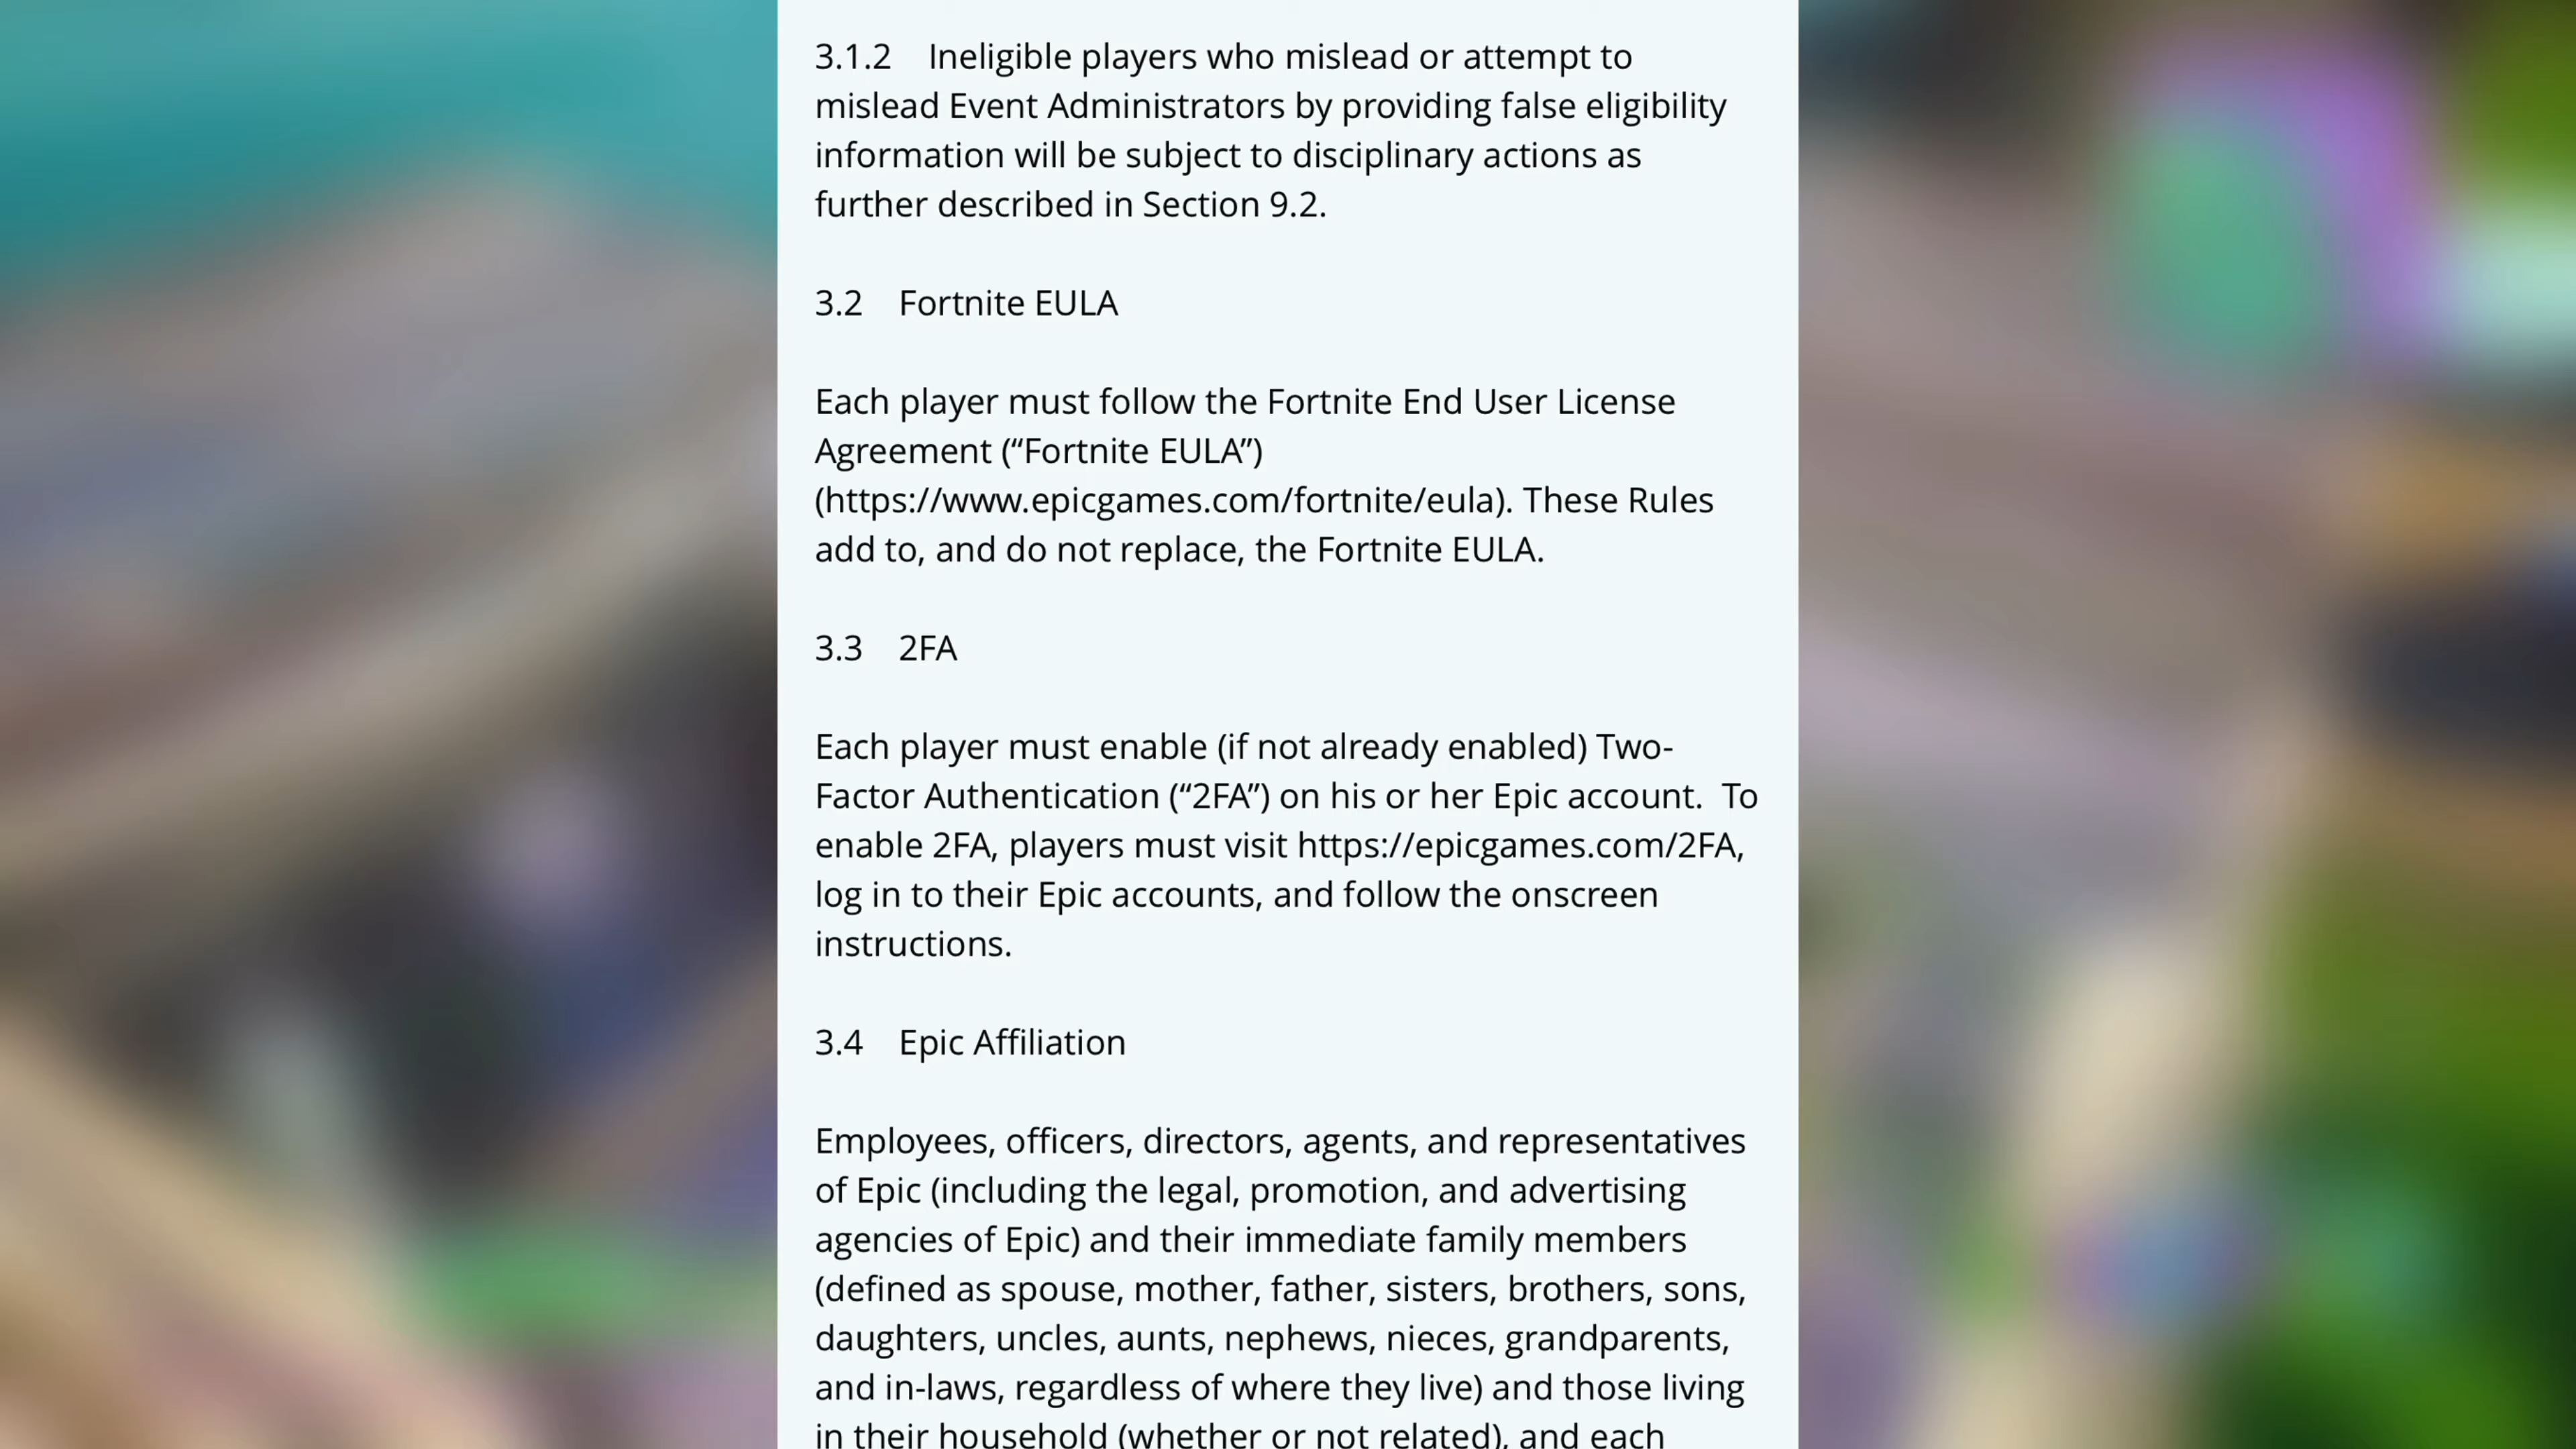 3.1.2 Ineligible players who mislead or attempt to
mislead Event Administrators by providing false eligibility
information will be subject to disciplinary actions as
further described in Section 9.2.
3.2 Fortnite EULA
Each player must follow the Fortnite End User License
Agreement (“Fortnite EULA”)
(https://www.epicgames.com/fortnite/eula). These Rules
add to, and do not replace, the Fortnite EULA.
3.3 2FA
Each player must enable (if not already enabled) Two-
Factor Authentication (“2FA”) on his or her Epic account.  To
enable 2FA, players must visit https://epicgames.com/2FA,
log in to their Epic accounts, and follow the onscreen
instructions.
3.4 Epic Affiliation
Employees, officers, directors, agents, and representatives
of Epic (including the legal, promotion, and advertising
agencies of Epic) and their immediate family members
(defined as spouse, mother, father, sisters, brothers, sons,
daughters, uncles, aunts, nephews, nieces, grandparents,
and in-laws, regardless of where they live) and those living
in their household (whether or not related), and each